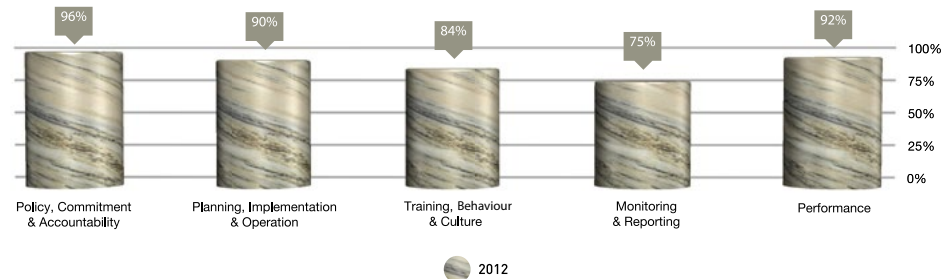 96%
90%
84%
75%
92%
100%
75%
50%
25%
0%
Policy, Commitment
& Accountability
Planning, Implementation
& Operation
Training, Behaviour
& Culture
Monitoring
& Reporting
Performance
2012